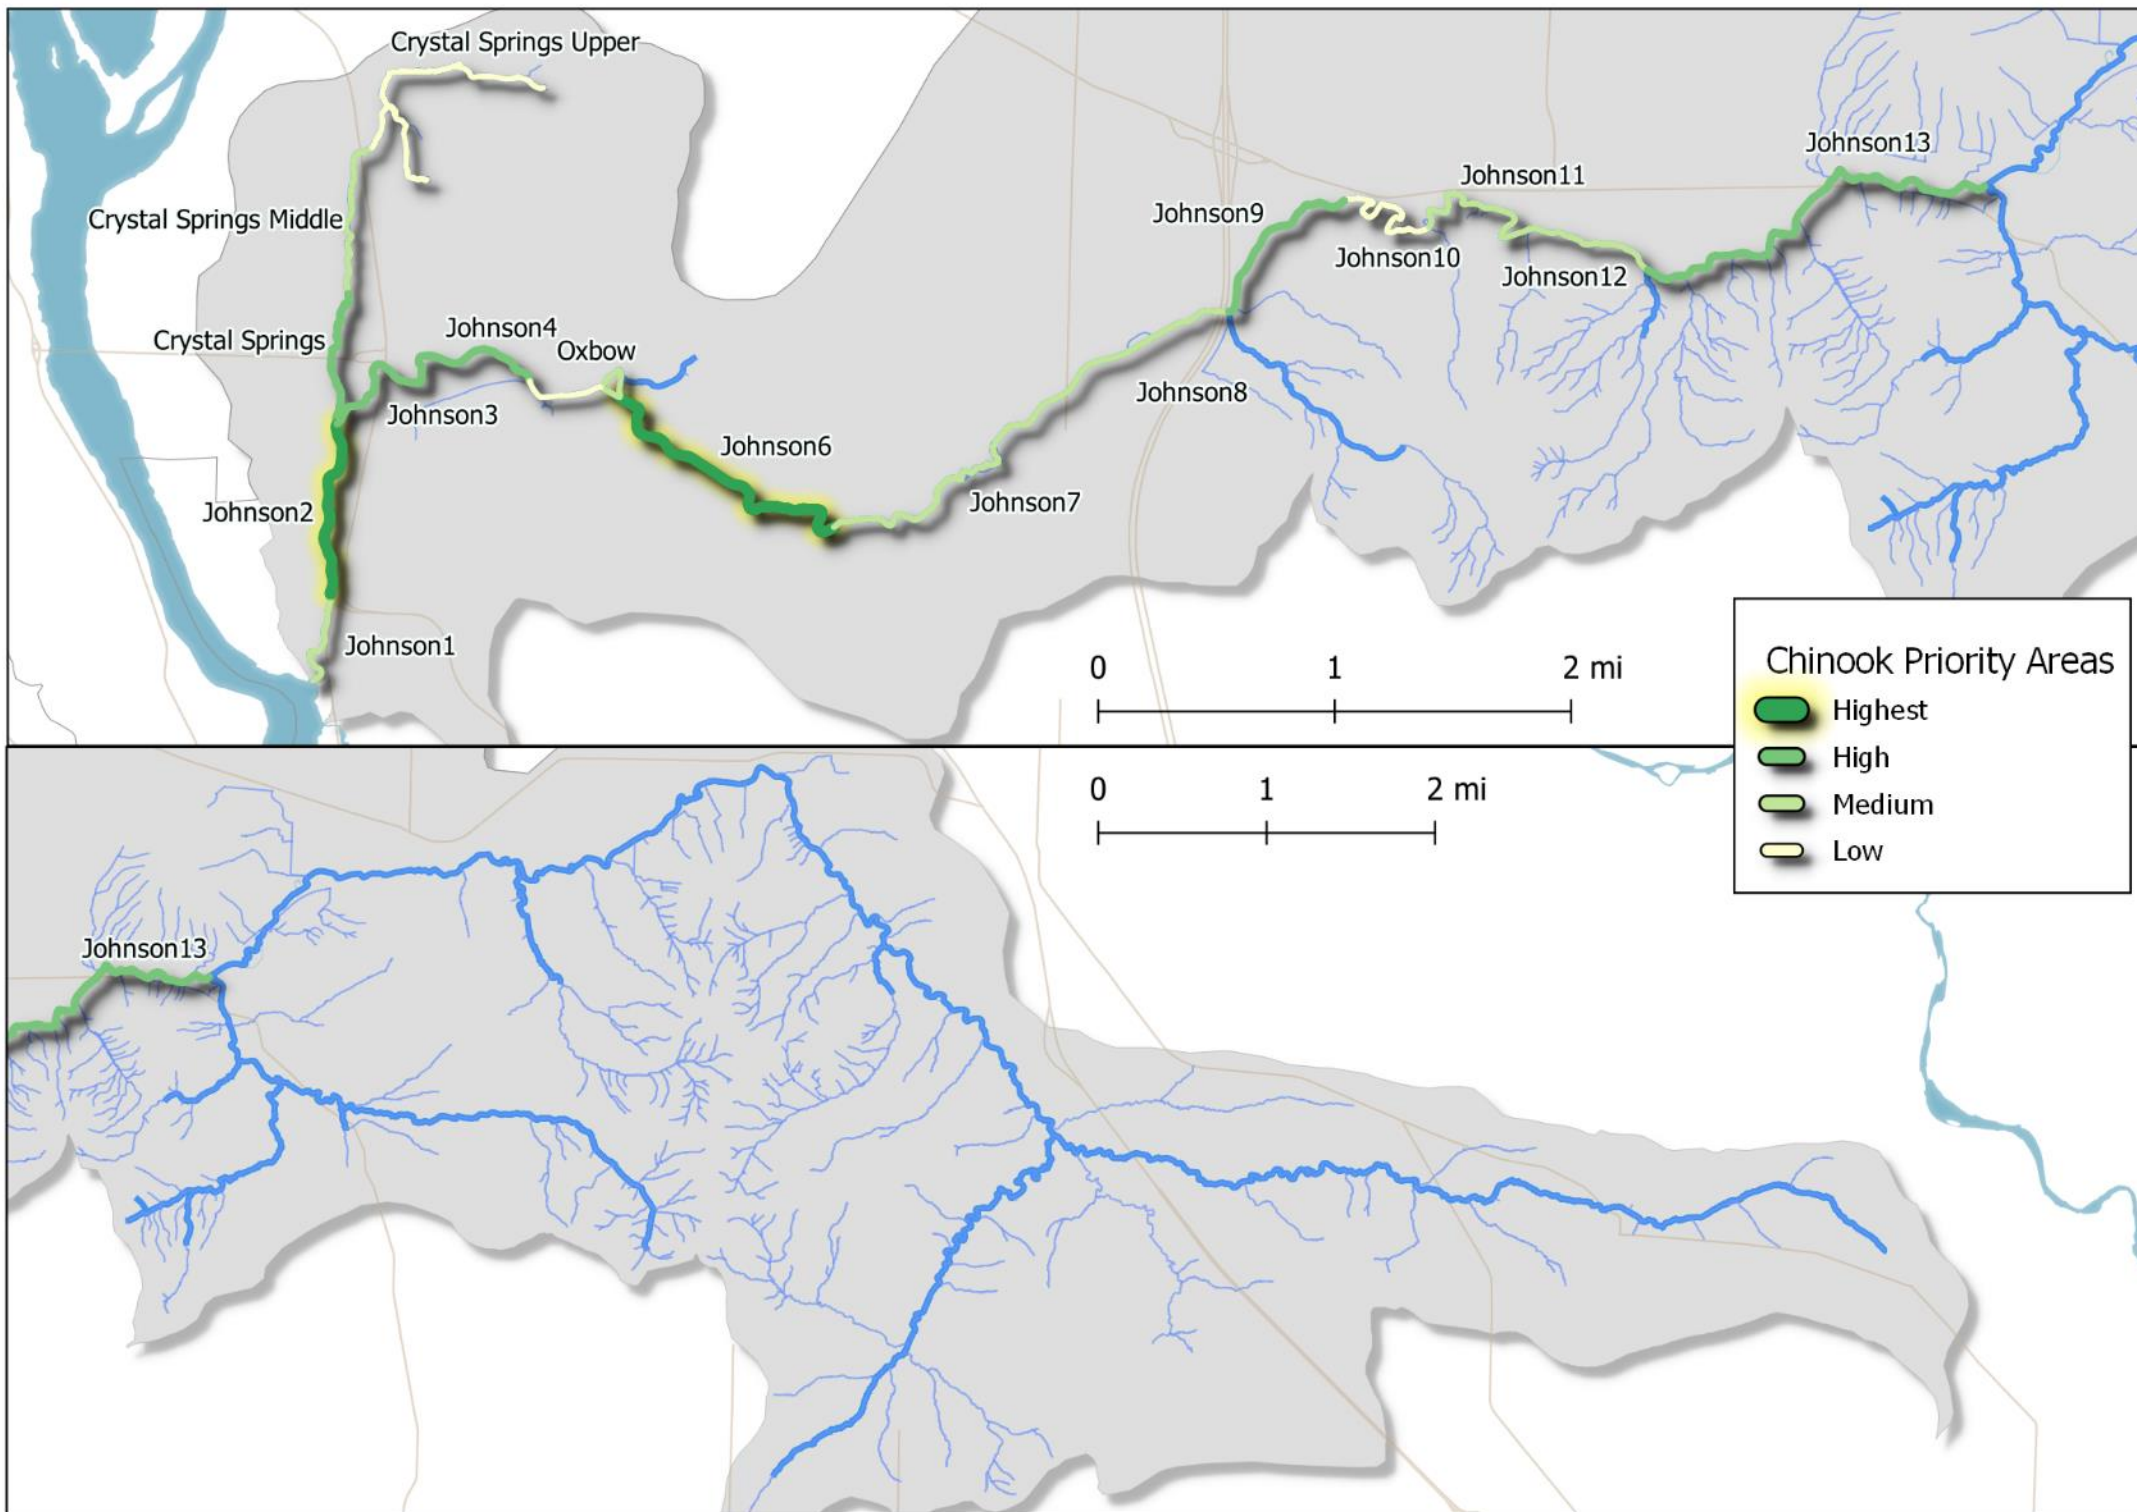 Crystal Springs Upper
Johnson13
Johnson11
Crystal Springs Middle
Johnson9
Johnson10
Johnson12
Crystal Springs
Johnson4
Oxbow
Johnson8
Johnson3
Johnson6
Johnson7
Johnson2
Johnson1
0 1 2 mi
Chinook Priority Areas
Highest
High
Medium
Low
0 1 2 mi
Johnson13